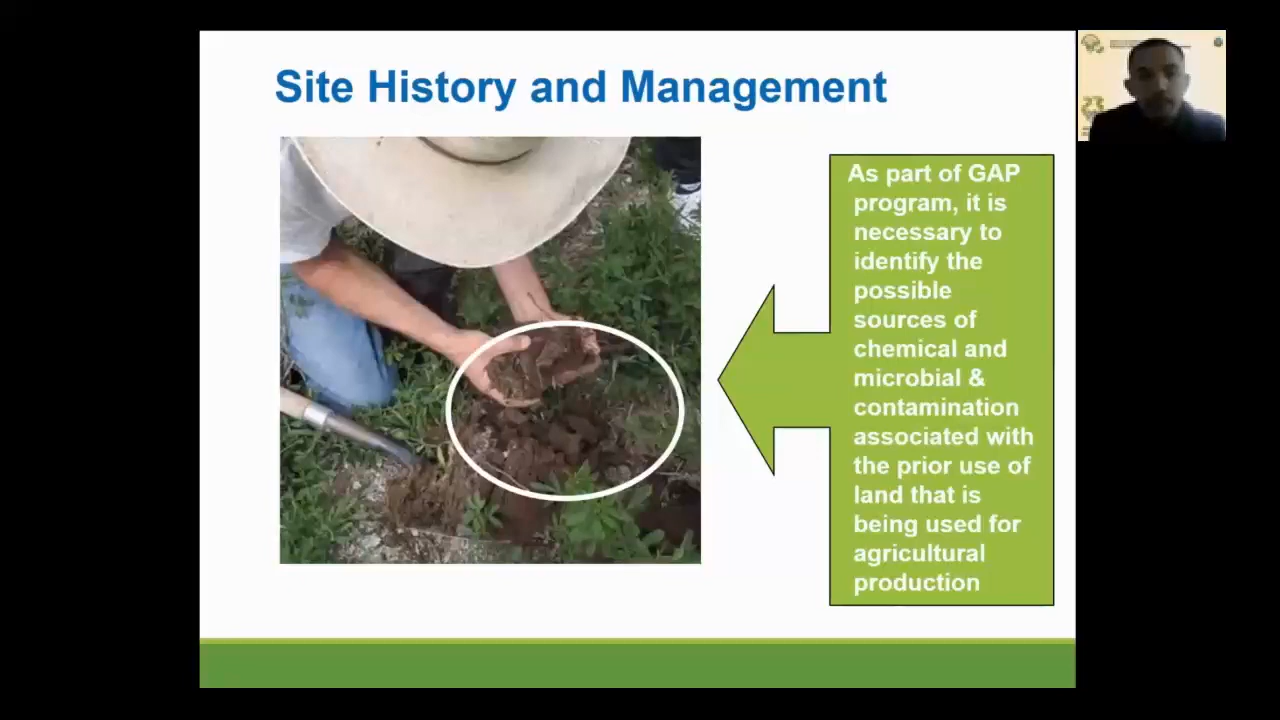 Site History and Management
As part of GAP
program, it is
necessary to
identify the
possible
sources of
chemical and
microbial &
contamination
associated with
the prior use of
land that is
being used for
agricultural
production
23